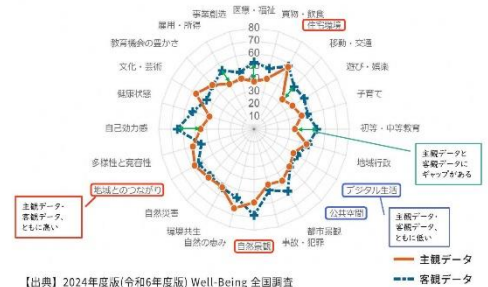 医療・福祉
買物・飲食
住宅環境
移動・交通
遊び・娯楽
子育て
初等・中等教育
地域行政
デジタル生活
公共空間
都市景観
事故・犯罪
自然景観
自然の恵み
環境共生
自然災害
地域とのつながり
多様性と寛容性
自己効力感
健康状態
文化・芸術
教育機会の豊かさ
雇用・所得
事業創造
80
70
60
50
40
30
20
10
主観データと
客観データに
ギャップがある
主観データ・
客観データ、
ともに高い
主観データ・
客観データ、
ともに低い
主観データ
客観データ
【出典】2024年度版(令和6年度版) Well-Being 全国調査